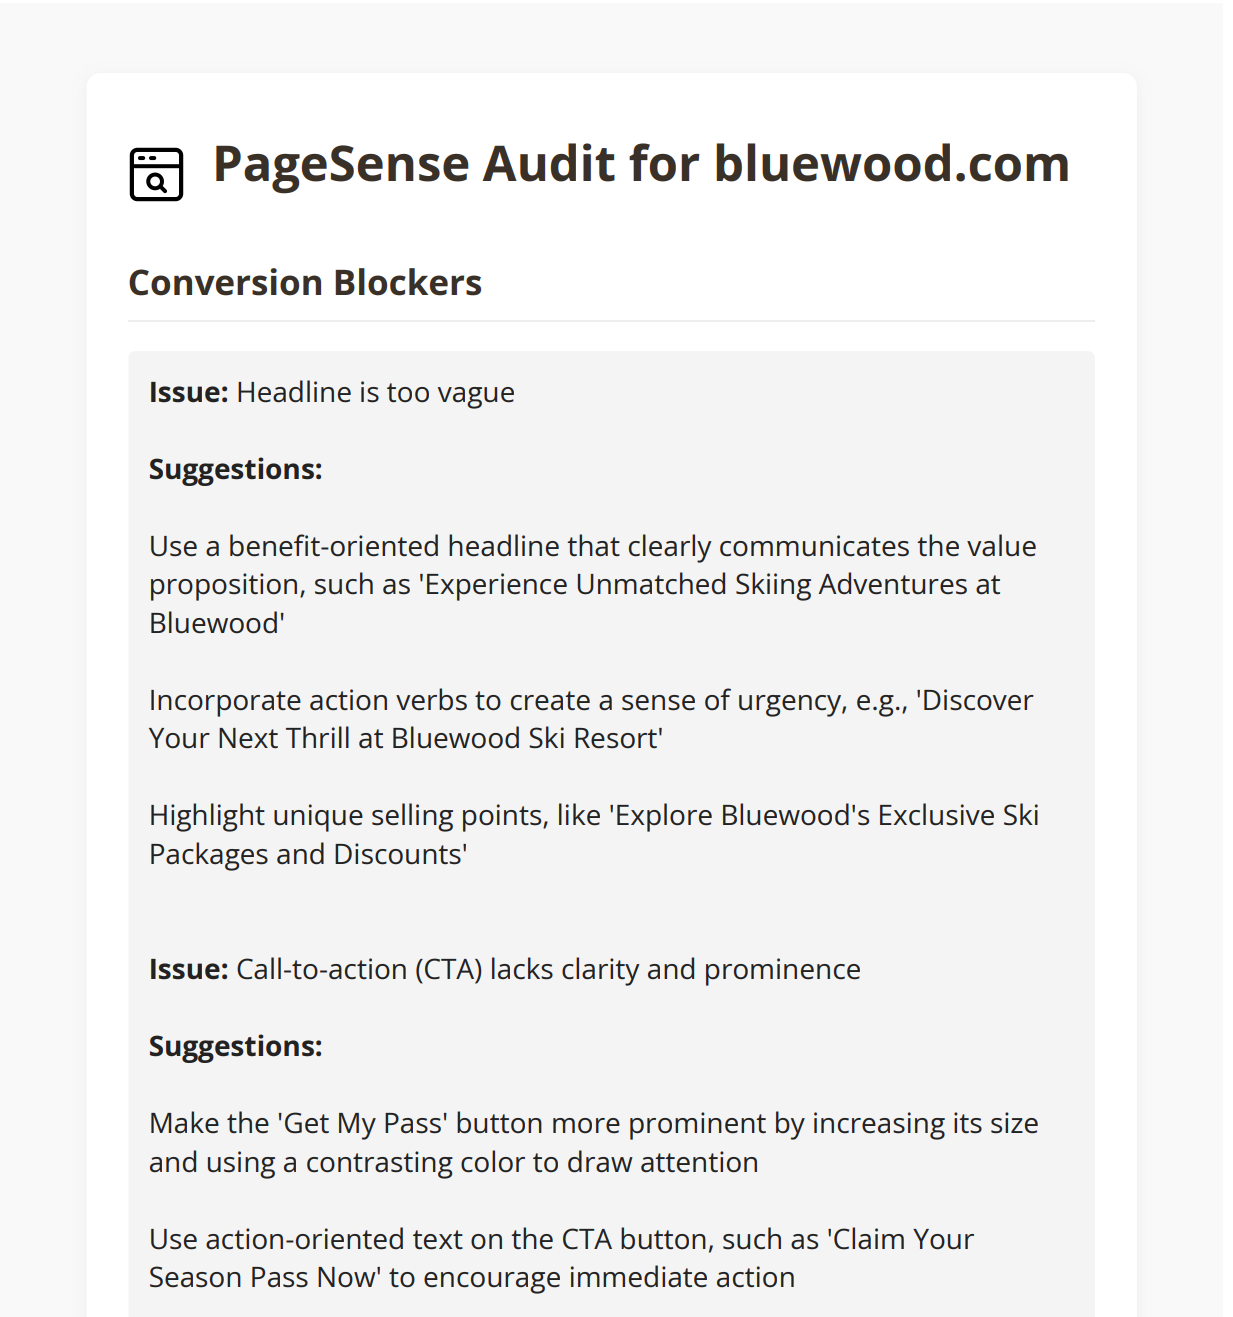 PageSense Audit for bluewood.com
Conversion Blockers
Issue: Headline is too vague
Suggestions:
Use a benefit-oriented headline that clearly communicates the value
proposition, such as 'Experience Unmatched Skiing Adventures at
Bluewood'
Incorporate action verbs to create a sense of urgency, e.g., 'Discover
Your Next Thrill at Bluewood Ski Resort'
Highlight unique selling points, like 'Explore Bluewood's Exclusive Ski
Packages and Discounts'
Issue: Call-to-action (CTA) lacks clarity and prominence
Suggestions:
Make the 'Get My Pass' button more prominent by increasing its size
and using a contrasting color to draw attention
Use action-oriented text on the CTA button, such as 'Claim Your
Season Pass Now' to encourage immediate action